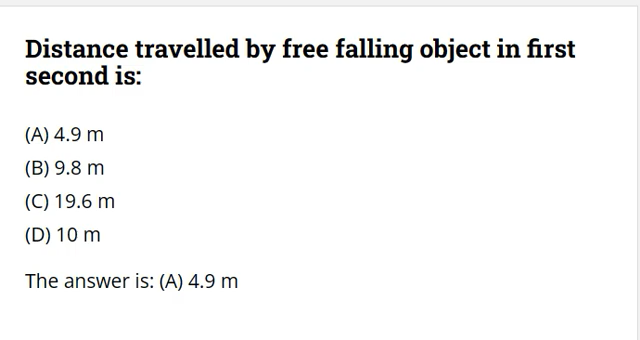 Distance travelled by free falling object in first
second is:
(A) 4.9 m
(B) 9.8 m
(C) 19.6 m
(D) 10 m
The answer is: (A) 4.9 m